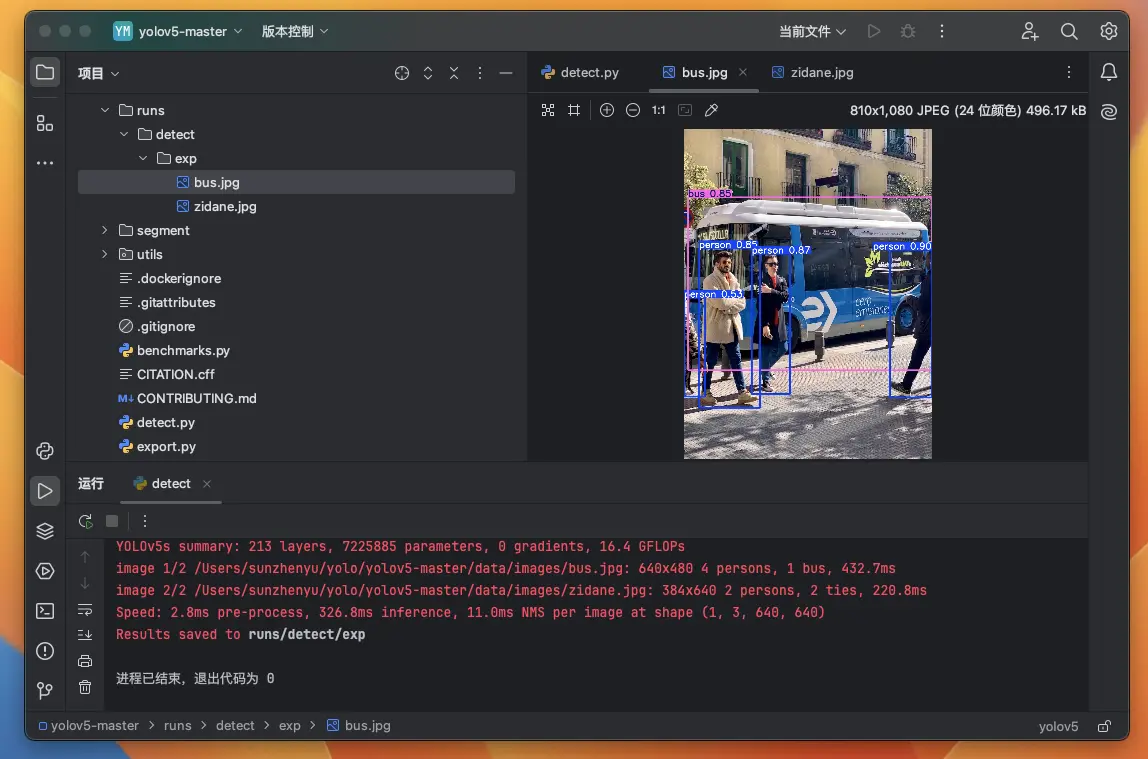 YM yolov5-master 版本控制 当前文件
项目
runs
detect
exp
bus.jpg
zidane.jpg
segment
utils
.dockerignore
.gitattributes
.gitignore
benchmarks.py
CITATION.cff
M↓ CONTRIBUTING.md
detect.py
export.py
detect.py bus.jpg zidane.jpg
1:1 810x1,080 JPEG (24 位颜色) 496.17 kB
bus 0.85
person 0.85
person 0.87
person 0.90
person 0.53
zero
emisiones
运行 detect
YOLOv5s summary: 213 layers, 7225885 parameters, 0 gradients, 16.4 GFLOPs
image 1/2 /Users/sunzhenyu/yolo/yolov5-master/data/images/bus.jpg: 640x480 4 persons, 1 bus, 432.7ms
image 2/2 /Users/sunzhenyu/yolo/yolov5-master/data/images/zidane.jpg: 384x640 2 persons, 2 ties, 220.8ms
Speed: 2.8ms pre-process, 326.8ms inference, 11.0ms NMS per image at shape (1, 3, 640, 640)
Results saved to runs/detect/exp
进程已结束，退出代码为 0
yolov5-master runs detect exp bus.jpg yolov5